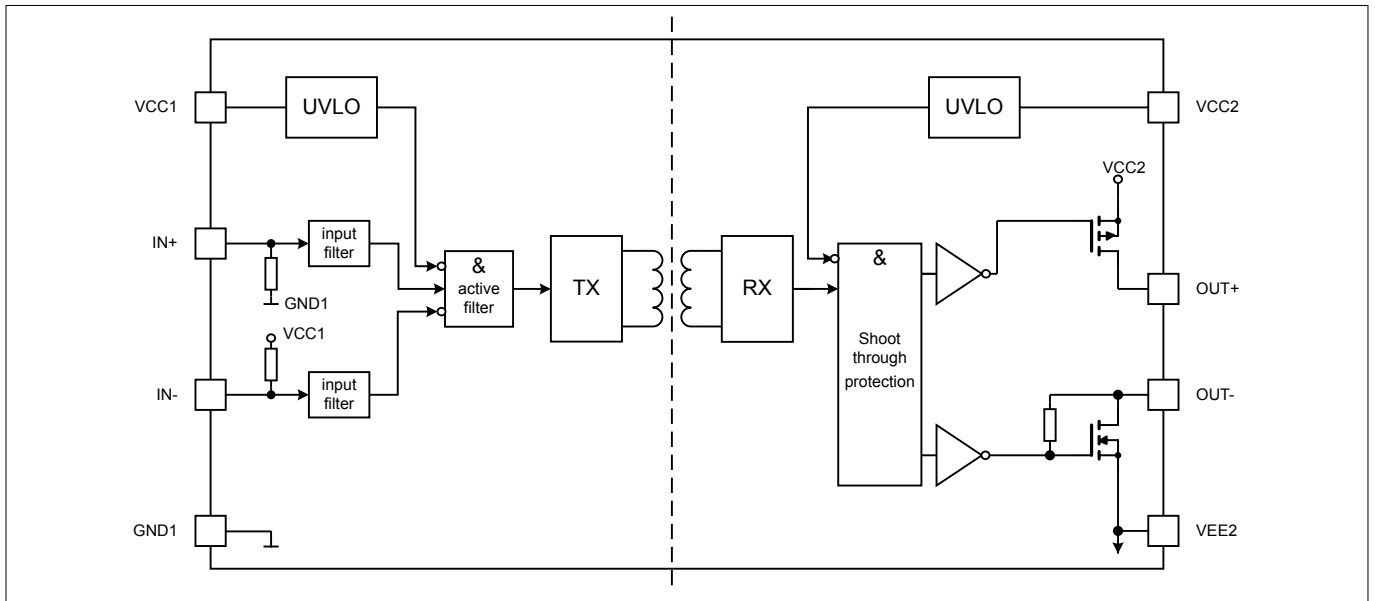 VCC1
UVLO
UVLO
VCC2
VCC2
IN+
input
filter
GND1
&
active
filter
TX
RX
&
Shoot
through
protection
OUT+
VCC1
IN-
input
filter
OUT-
GND1
VEE2